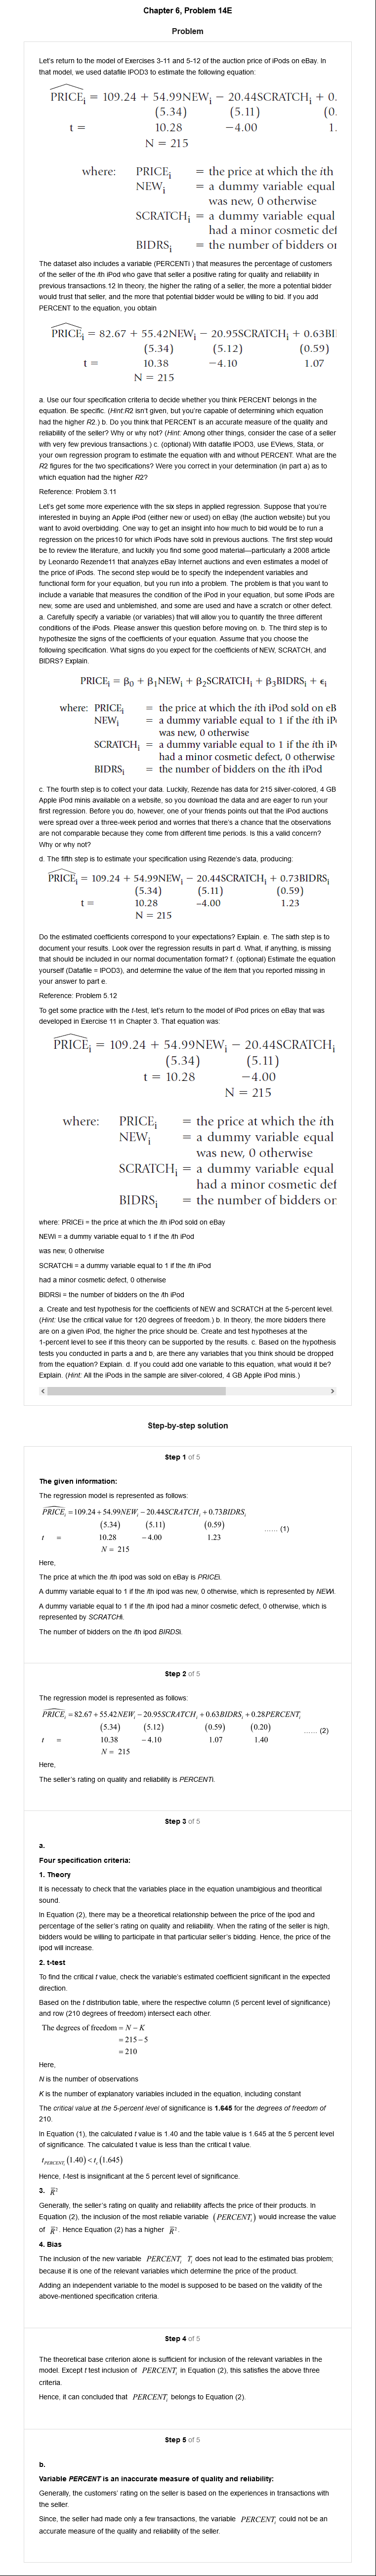 Chapter 6, Problem 14E
Problem
Let's return to the model of Exercises 3-11 and 5-12 of the auction price of iPods on eBay. In
that model, we used datafile IPOD3 to estimate the following equation:
PRICEi = 109.24 + 54.99NEWi − 20.44SCRATCHi + 0.
(5.34) (5.11) (0.
t = 10.28 −4.00 1.
N = 215
where: PRICEi = the price at which the ith
NEWi = a dummy variable equal
was new, 0 otherwise
SCRATCHi = a dummy variable equal
had a minor cosmetic def
BIDRSi = the number of bidders or
The dataset also includes a variable (PERCENTi ) that measures the percentage of customers
of the seller of the ith iPod who gave that seller a positive rating for quality and reliability in
previous transactions.12 In theory, the higher the rating of a seller, the more a potential bidder
would trust that seller, and the more that potential bidder would be willing to bid. If you add
PERCENT to the equation, you obtain
PRICEi = 82.67 + 55.42NEWi − 20.95SCRATCHi + 0.63BI
(5.34) (5.12) (0.59)
t = 10.38 −4.10 1.07
N = 215
a. Use our four specification criteria to decide whether you think PERCENT belongs in the
equation. Be specific. (Hint:R2 isn't given, but you're capable of determining which equation
had the higher R2.) b. Do you think that PERCENT is an accurate measure of the quality and
reliability of the seller? Why or why not? (Hint: Among other things, consider the case of a seller
with very few previous transactions.) c. (optional) With datafile IPOD3, use EViews, Stata, or
your own regression program to estimate the equation with and without PERCENT. What are the
R2 figures for the two specifications? Were you correct in your determination (in part a) as to
which equation had the higher R2?
Reference: Problem 3.11
Let's get some more experience with the six steps in applied regression. Suppose that you're
interested in buying an Apple iPod (either new or used) on eBay (the auction website) but you
want to avoid overbidding. One way to get an insight into how much to bid would be to run a
regression on the prices10 for which iPods have sold in previous auctions. The first step would
be to review the literature, and luckily you find some good material—particularly a 2008 article
by Leonardo Rezende11 that analyzes eBay Internet auctions and even estimates a model of
the price of iPods. The second step would be to specify the independent variables and
functional form for your equation, but you run into a problem. The problem is that you want to
include a variable that measures the condition of the iPod in your equation, but some iPods are
new, some are used and unblemished, and some are used and have a scratch or other defect.
a. Carefully specify a variable (or variables) that will allow you to quantify the three different
conditions of the iPods. Please answer this question before moving on. b. The third step is to
hypothesize the signs of the coefficients of your equation. Assume that you choose the
following specification. What signs do you expect for the coefficients of NEW, SCRATCH, and
BIDRS? Explain.
PRICEi = β0 + β1NEWi + β2SCRATCHi + β3BIDRSi + ϵi
where: PRICEi = the price at which the ith iPod sold on eB
NEWi = a dummy variable equal to 1 if the ith iP
was new, 0 otherwise
SCRATCHi = a dummy variable equal to 1 if the ith iP
had a minor cosmetic defect, 0 otherwise
BIDRSi = the number of bidders on the ith iPod
c. The fourth step is to collect your data. Luckily, Rezende has data for 215 silver-colored, 4 GB
Apple iPod minis available on a website, so you download the data and are eager to run your
first regression. Before you do, however, one of your friends points out that the iPod auctions
were spread over a three-week period and worries that there's a chance that the observations
are not comparable because they come from different time periods. Is this a valid concern?
Why or why not?
d. The fifth step is to estimate your specification using Rezende's data, producing:
PRICEi = 109.24 + 54.99NEWi − 20.44SCRATCHi + 0.73BIDRSi
(5.34) (5.11) (0.59)
t = 10.28 −4.00 1.23
N = 215
Do the estimated coefficients correspond to your expectations? Explain. e. The sixth step is to
document your results. Look over the regression results in part d. What, if anything, is missing
that should be included in our normal documentation format? f. (optional) Estimate the equation
yourself (Datafile = IPOD3), and determine the value of the item that you reported missing in
your answer to part e.
Reference: Problem 5.12
To get some practice with the t-test, let's return to the model of iPod prices on eBay that was
developed in Exercise 11 in Chapter 3. That equation was:
PRICEi = 109.24 + 54.99NEWi − 20.44SCRATCHi
(5.34) (5.11)
t = 10.28 −4.00
N = 215
where: PRICEi = the price at which the ith
NEWi = a dummy variable equal
was new, 0 otherwise
SCRATCHi = a dummy variable equal
had a minor cosmetic def
BIDRSi = the number of bidders or
where: PRICEi = the price at which the ith iPod sold on eBay
NEWi = a dummy variable equal to 1 if the ith iPod
was new, 0 otherwise
SCRATCHi = a dummy variable equal to 1 if the ith iPod
had a minor cosmetic defect, 0 otherwise
BIDRSi = the number of bidders on the ith iPod
a. Create and test hypothesis for the coefficients of NEW and SCRATCH at the 5-percent level.
(Hint: Use the critical value for 120 degrees of freedom.) b. In theory, the more bidders there
are on a given iPod, the higher the price should be. Create and test hypotheses at the
1-percent level to see if this theory can be supported by the results. c. Based on the hypothesis
tests you conducted in parts a and b, are there any variables that you think should be dropped
from the equation? Explain. d. If you could add one variable to this equation, what would it be?
Explain. (Hint: All the iPods in the sample are silver-colored, 4 GB Apple iPod minis.)
Step-by-step solution
Step 1 of 5
The given information:
The regression model is represented as follows:
PRICEi = 109.24 + 54.99NEWi − 20.44SCRATCHi + 0.73BIDRSi
(5.34) (5.11) (0.59) ...... (1)
t = 10.28 −4.00 1.23
N = 215
Here,
The price at which the ith ipod was sold on eBay is PRICEi.
A dummy variable equal to 1 if the ith ipod was new, 0 otherwise, which is represented by NEWi.
A dummy variable equal to 1 if the ith ipod had a minor cosmetic defect, 0 otherwise, which is
represented by SCRATCHi.
The number of bidders on the ith ipod BIRDSi.
Step 2 of 5
The regression model is represented as follows:
PRICEi = 82.67 + 55.42NEWi − 20.95SCRATCHi + 0.63BIDRSi + 0.28PERCENTi
(5.34) (5.12) (0.59) (0.20) ...... (2)
t = 10.38 −4.10 1.07 1.40
N = 215
Here,
The seller's rating on quality and reliability is PERCENTi.
Step 3 of 5
a.
Four specification criteria:
1. Theory
It is necessaty to check that the variables place in the equation unambigious and theoritical
sound.
In Equation (2), there may be a theoretical relationship between the price of the ipod and
percentage of the seller's rating on quality and reliability. When the rating of the seller is high,
bidders would be willing to participate in that particular seller's bidding. Hence, the price of the
ipod will increase.
2. t-test
To find the critical t value, check the variable's estimated coefficient significant in the expected
direction.
Based on the t distribution table, where the respective column (5 percent level of significance)
and row (210 degrees of freedom) intersect each other.
The degrees of freedom = N − K
= 215 − 5
= 210
Here,
N is the number of observations
K is the number of explanatory variables included in the equation, including constant
The critical value at the 5-percent level of significance is 1.645 for the degrees of freedom of
210.
In Equation (1), the calculated t value is 1.40 and the table value is 1.645 at the 5 percent level
of significance. The calculated t value is less than the critical t value.
tPERCENTi (1.40) < tc (1.645)
Hence, t-test is insignificant at the 5 percent level of significance.
3. R̅²
Generally, the seller's rating on quality and reliability affects the price of their products. In
Equation (2), the inclusion of the most reliable variable (PERCENTi) would increase the value
of R̅². Hence Equation (2) has a higher R̅².
4. Bias
The inclusion of the new variable PERCENTi Ti does not lead to the estimated bias problem;
because it is one of the relevant variables which determine the price of the product.
Adding an independent variable to the model is supposed to be based on the validity of the
above-mentioned specification criteria.
Step 4 of 5
The theoretical base criterion alone is sufficient for inclusion of the relevant variables in the
model. Except t test inclusion of PERCENTi in Equation (2), this satisfies the above three
criteria.
Hence, it can concluded that PERCENTi belongs to Equation (2).
Step 5 of 5
b.
Variable PERCENT is an inaccurate measure of quality and reliability:
Generally, the customers' rating on the seller is based on the experiences in transactions with
the seller.
Since, the seller had made only a few transactions, the variable PERCENTi could not be an
accurate measure of the quality and reliability of the seller.